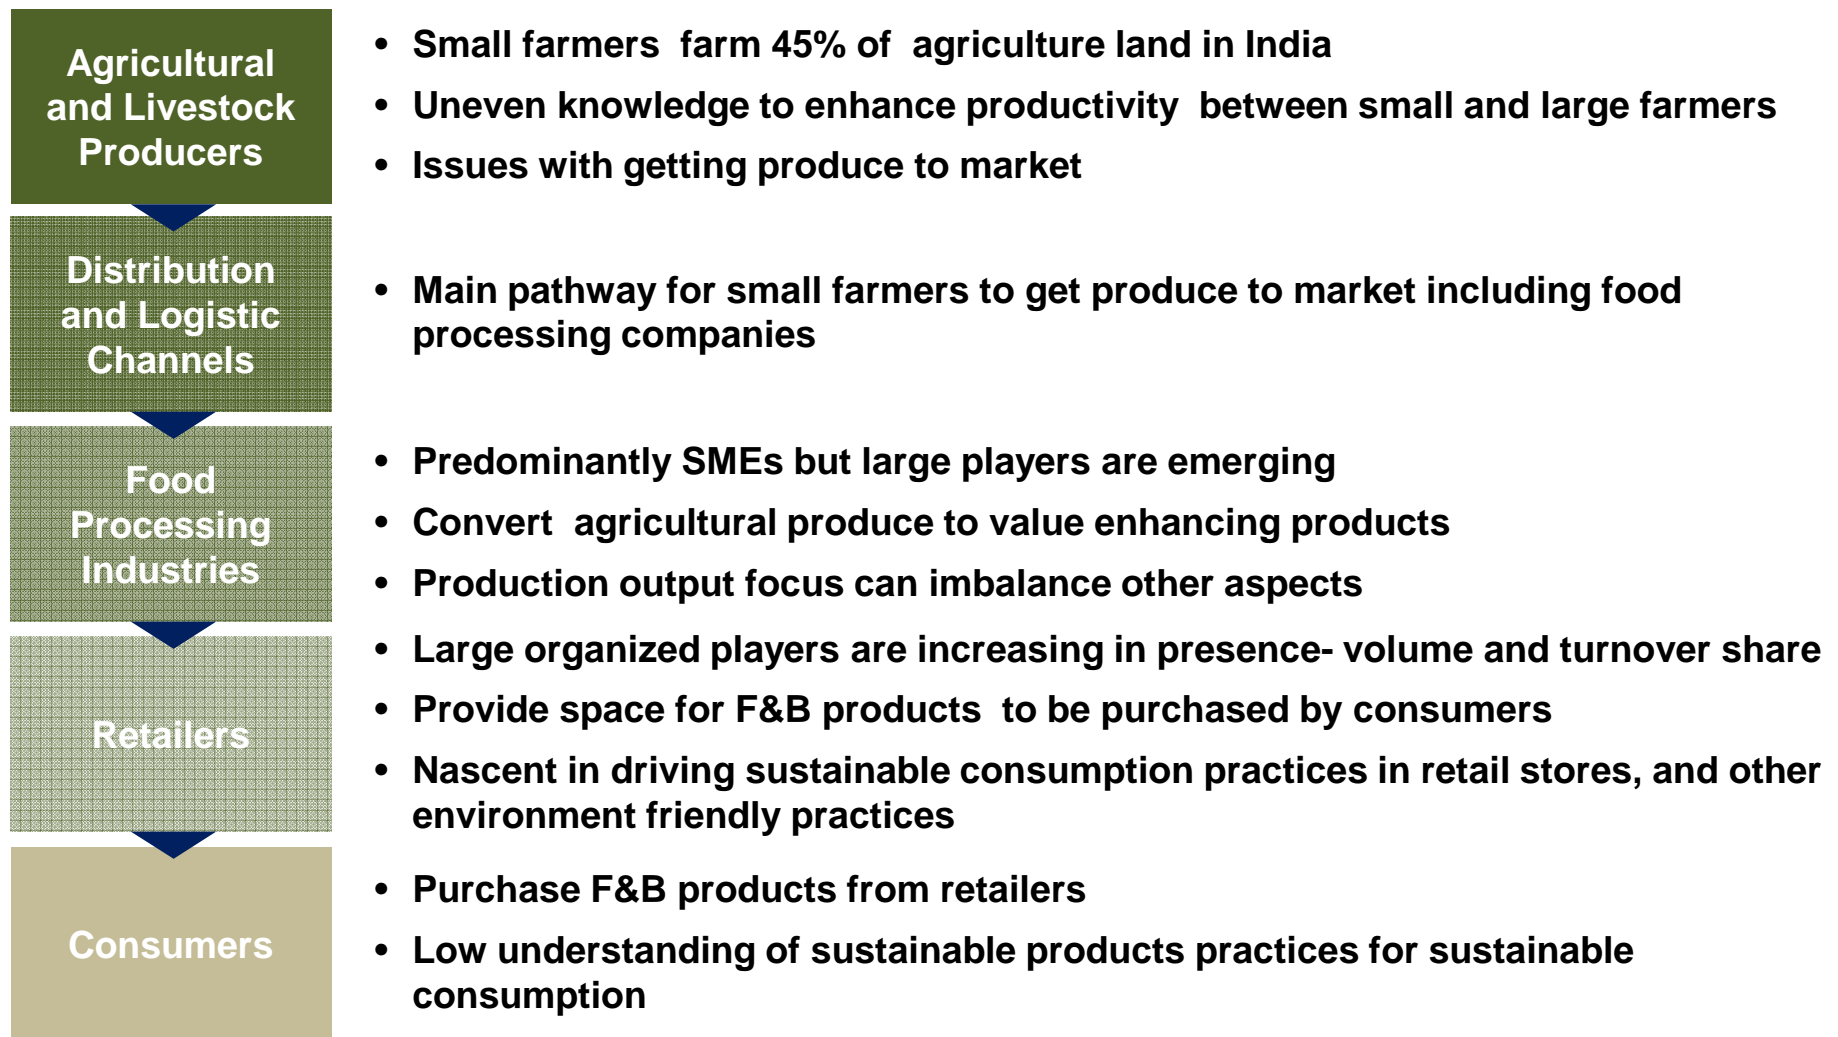 Agricultural
and Livestock
Producers
• Small farmers farm 45% of agriculture land in India
• Uneven knowledge to enhance productivity between small and large farmers
• Issues with getting produce to market
Distribution
and Logistic
Channels
• Main pathway for small farmers to get produce to market including food
processing companies
Food
Processing
Industries
• Predominantly SMEs but large players are emerging
• Convert agricultural produce to value enhancing products
• Production output focus can imbalance other aspects
Retailers
• Large organized players are increasing in presence- volume and turnover share
• Provide space for F&B products to be purchased by consumers
• Nascent in driving sustainable consumption practices in retail stores, and other
environment friendly practices
Consumers
• Purchase F&B products from retailers
• Low understanding of sustainable products practices for sustainable
consumption